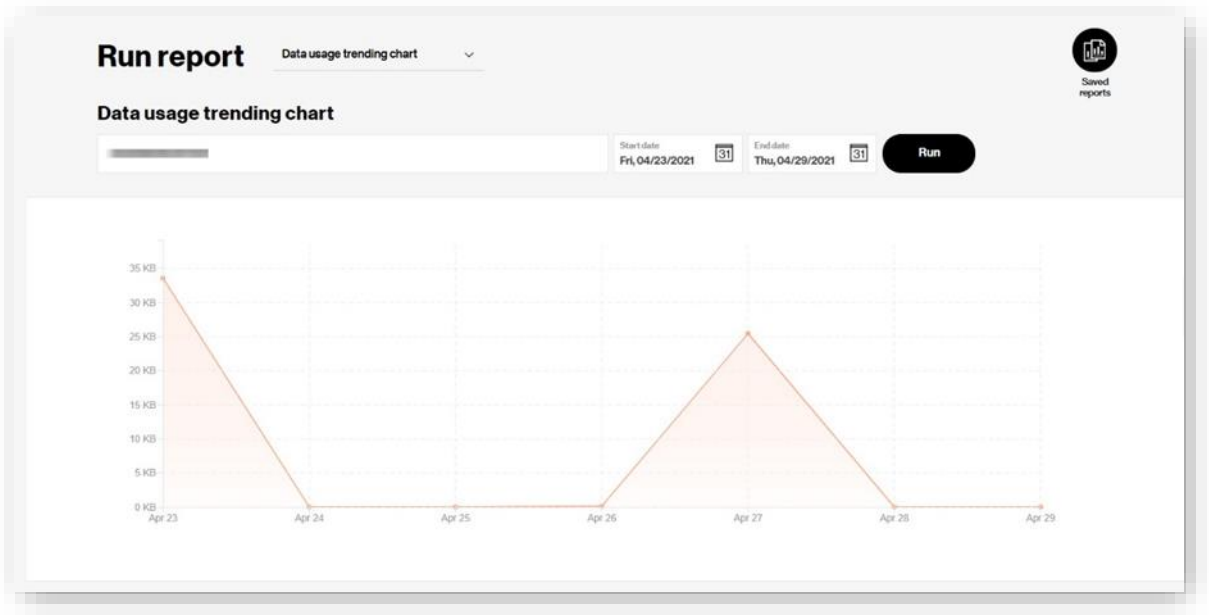 Run report
Data usage trending chart
Saved
reports
Data usage trending chart
Start date
Fri, 04/23/2021
31
End date
Thu, 04/29/2021
31
Run
35 KB
30 KB
25 KB
20 KB
15 KB
10 KB
5 KB
0 KB
Apr 23
Apr 24
Apr 25
Apr 26
Apr 27
Apr 28
Apr 29